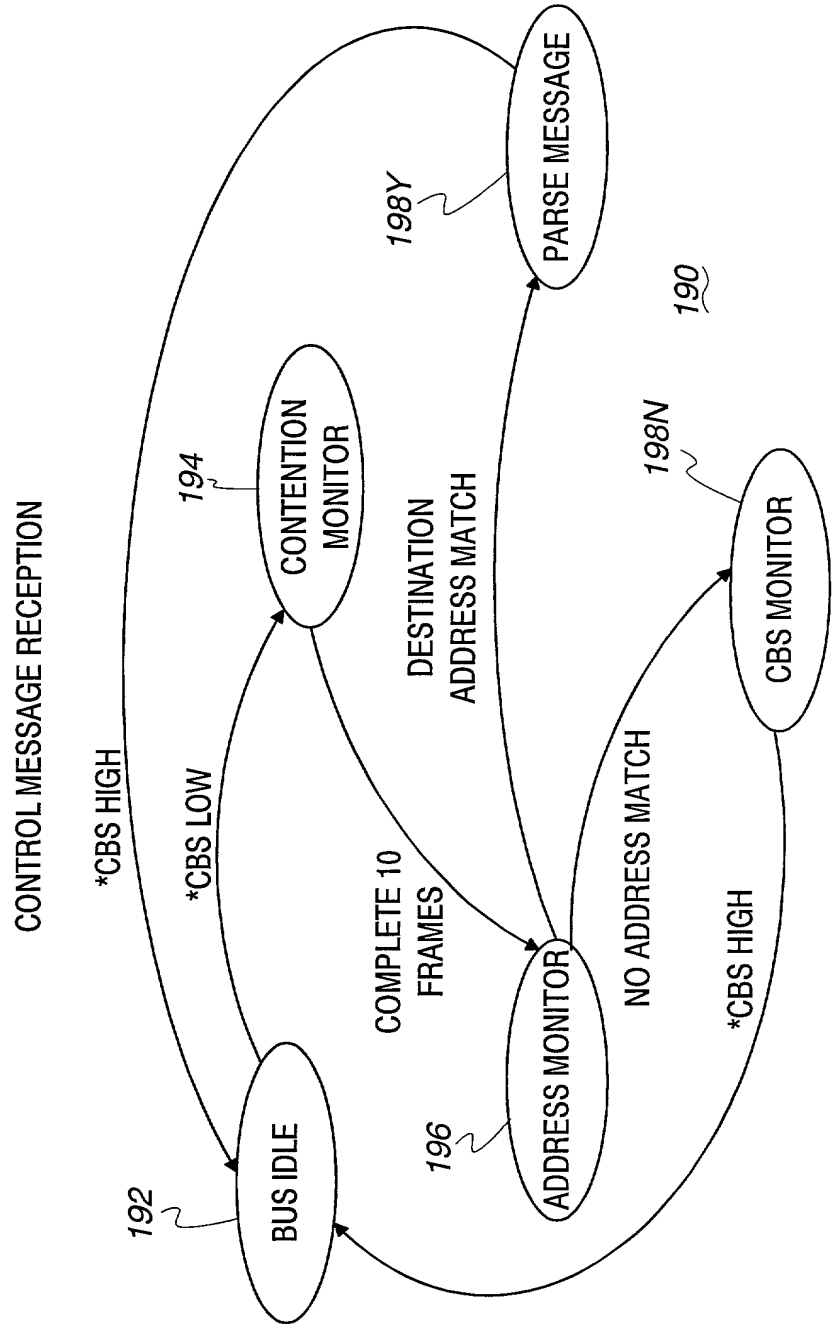 CONTROL MESSAGE RECEPTION
*CBS HIGH
*CBS LOW
192
BUS IDLE
194
CONTENTION
MONITOR
COMPLETE 10
FRAMES
198Y
PARSE MESSAGE
DESTINATION
ADDRESS MATCH
196
ADDRESS MONITOR
NO ADDRESS MATCH
198N
CBS MONITOR
190
*CBS HIGH